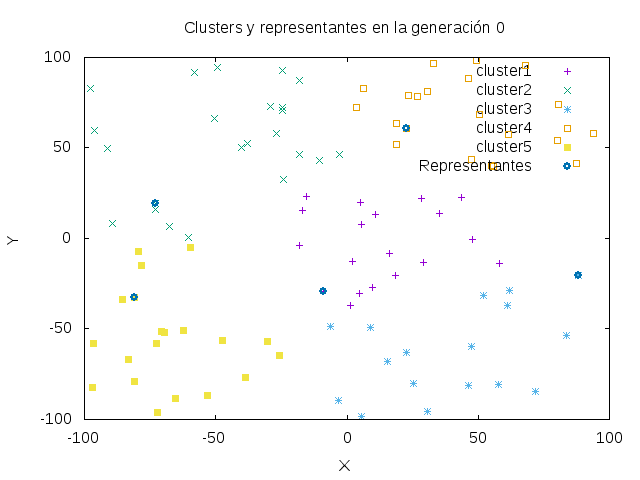 Clusters y representantes en la generación 0
100
50
0
-50
-100
Y
cluster1
cluster2
cluster3
cluster4
cluster5
Representantes
-100
-50
0
50
100
X